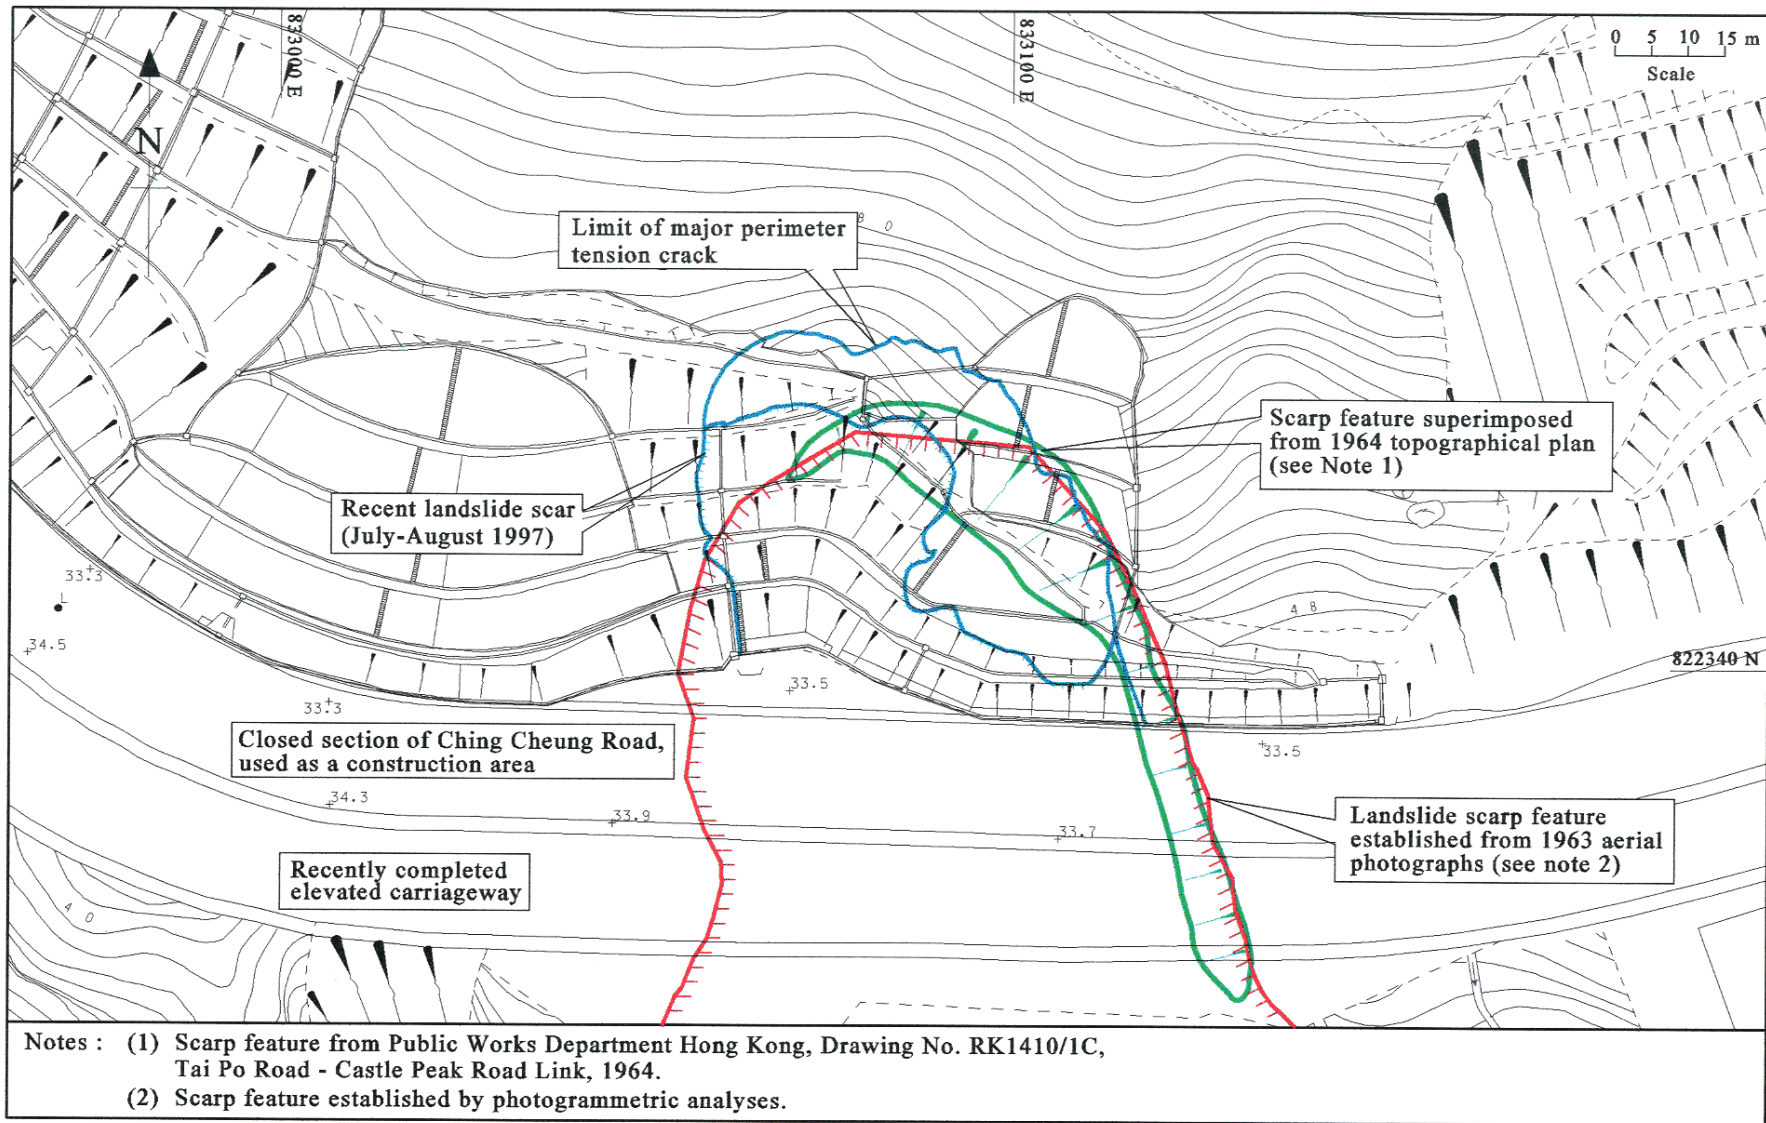 833000 E
833100 E
0 5 10 15 m
Scale
N
80
Limit of major perimeter
tension crack
Scarp feature superimposed
from 1964 topographical plan
(see Note 1)
Recent landslide scar
(July-August 1997)
33.3
L
34.5
48
822340 N
33.5
33.3
33.5
Closed section of Ching Cheung Road,
used as a construction area
34.3
33.9
33.7
Landslide scarp feature
established from 1963 aerial
photographs (see note 2)
Recently completed
elevated carriageway
40
Notes : (1) Scarp feature from Public Works Department Hong Kong, Drawing No. RK1410/1C,
Tai Po Road - Castle Peak Road Link, 1964.
(2) Scarp feature established by photogrammetric analyses.